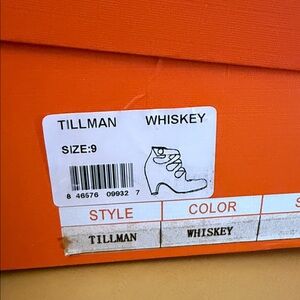 TILLMAN WHISKEY
SIZE:9
8 46576 09932 7
STYLE COLOR S
TILLMAN WHISKEY